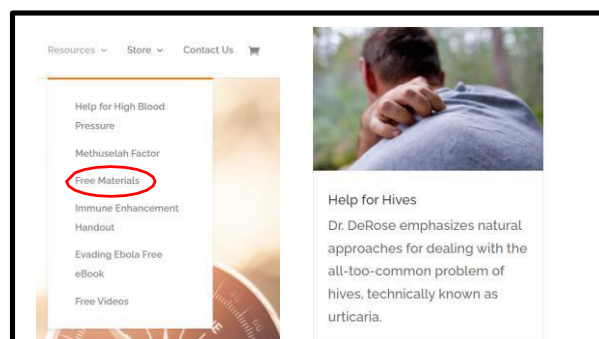 Resources Store Contact Us
Help for High Blood
Pressure
Methuselah Factor
Free Materials
Immune Enhancement
Handout
Evading Ebola Free
eBook
Free Videos
40
60
Help for Hives
Dr. DeRose emphasizes natural
approaches for dealing with the
all-too-common problem of
hives, technically known as
urticaria.